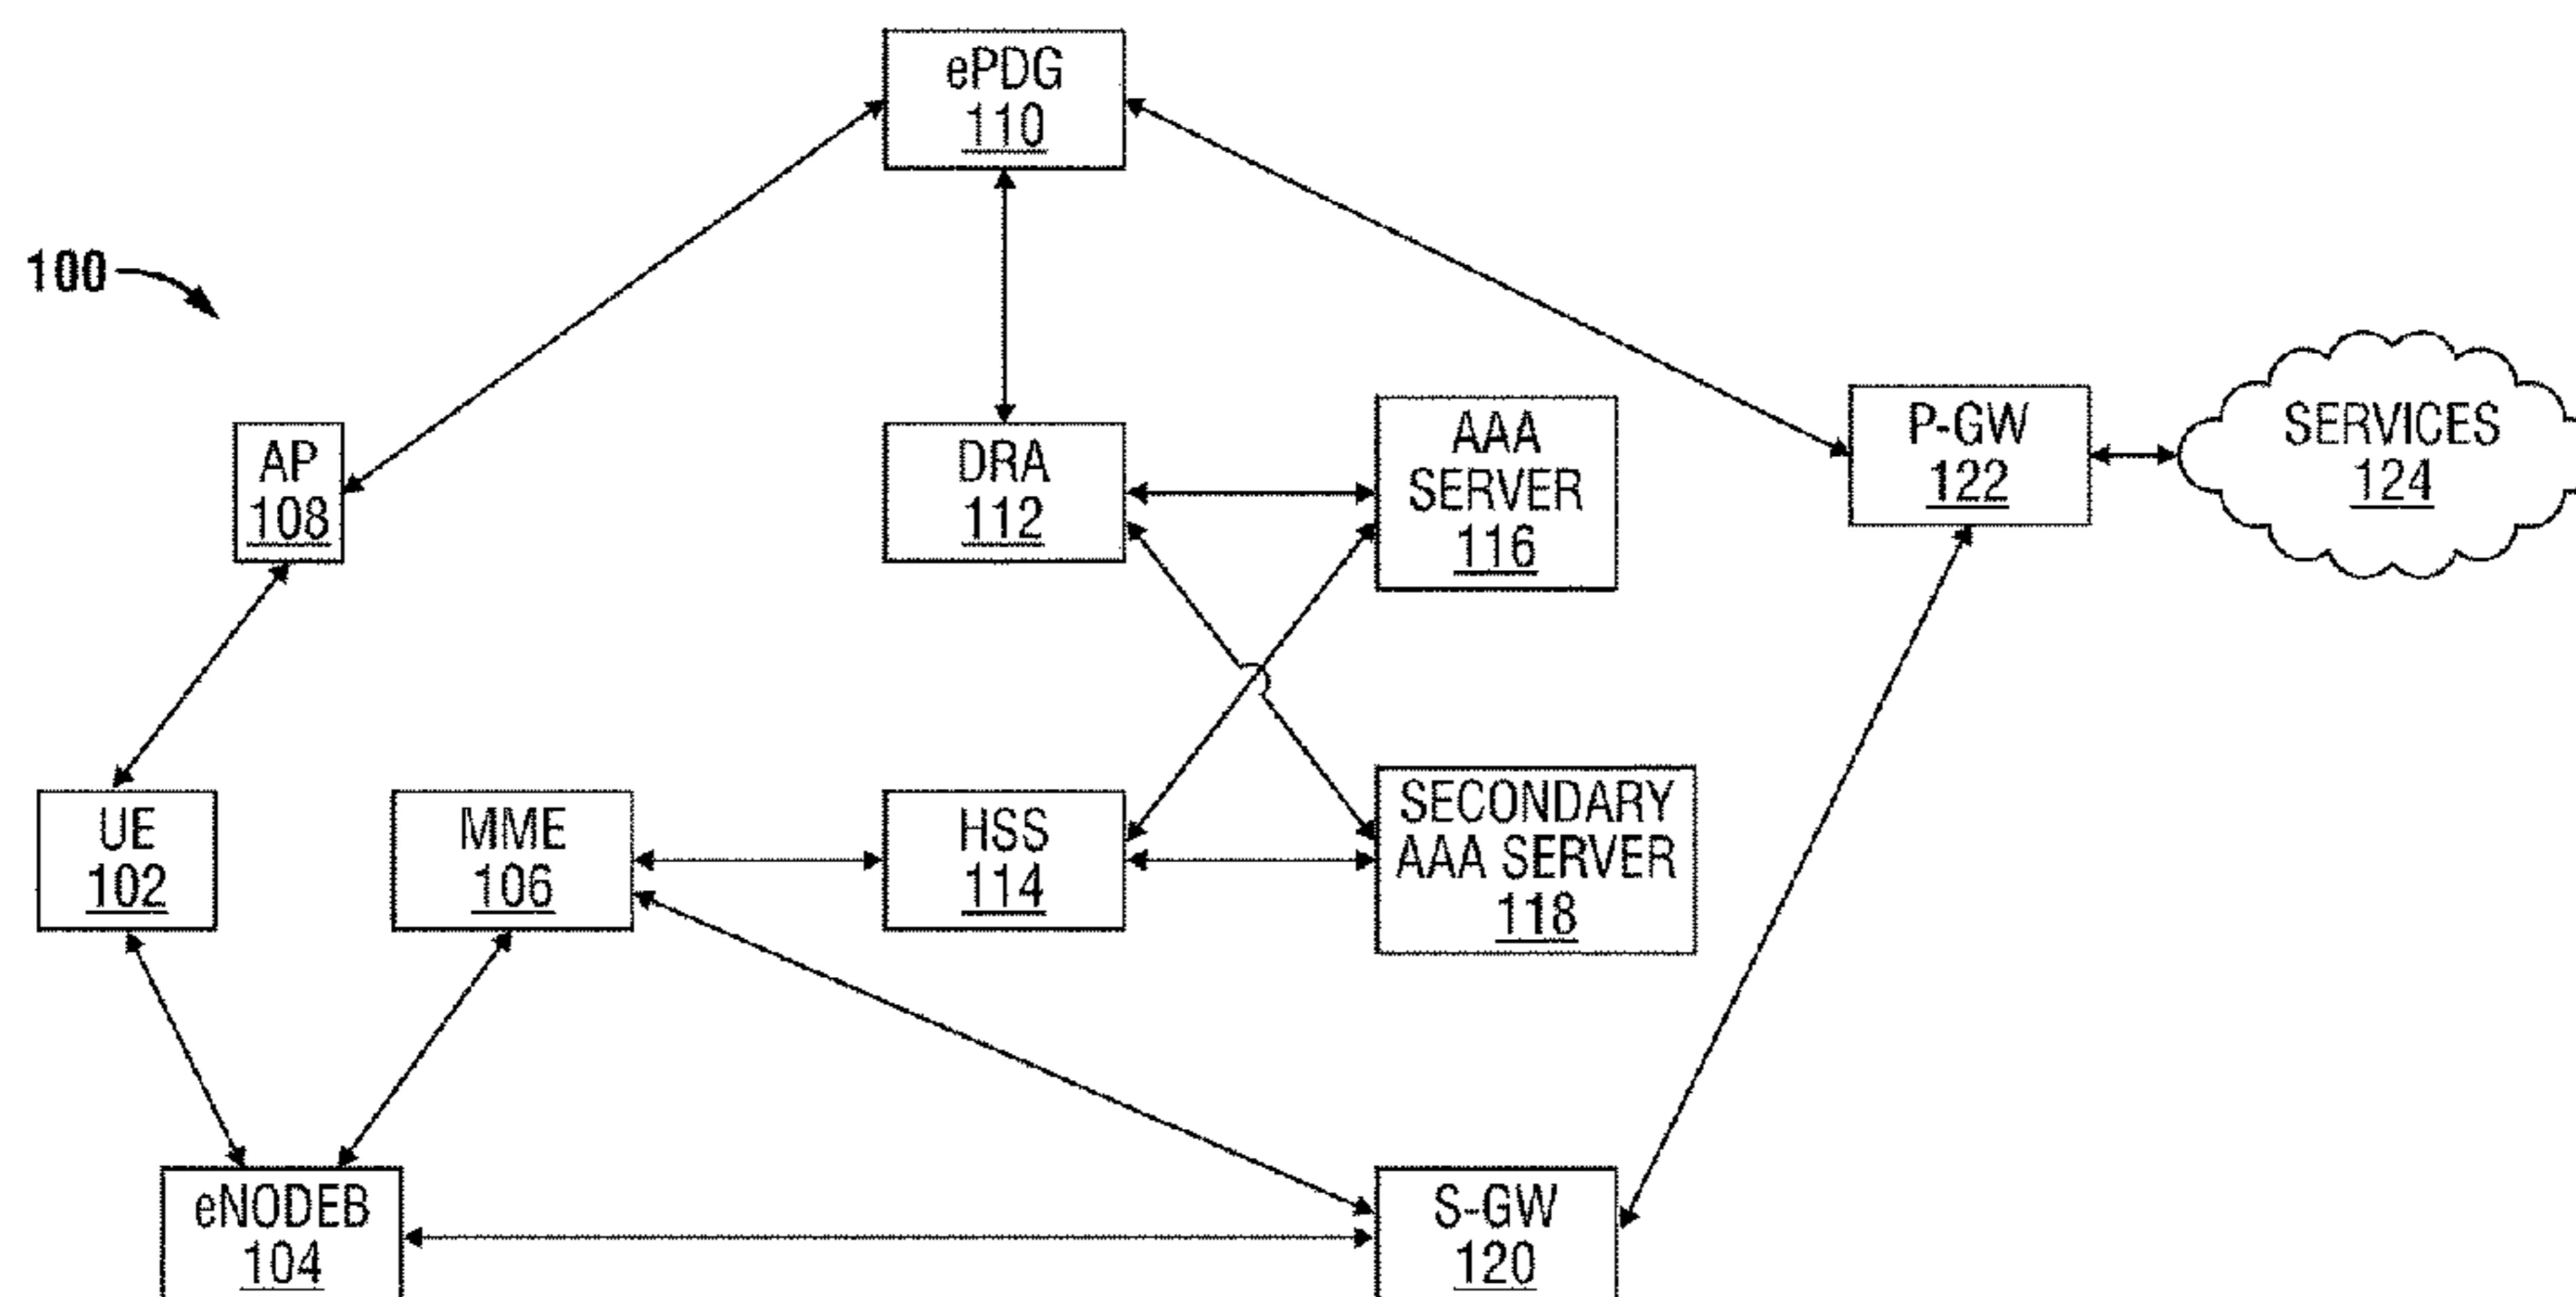 ePDG
110
100
AP
108
DRA
112
AAA
SERVER
116
P-GW
122
SERVICES
124
UE
102
MME
106
HSS
114
SECONDARY
AAA SERVER
118
eNODEB
104
S-GW
120